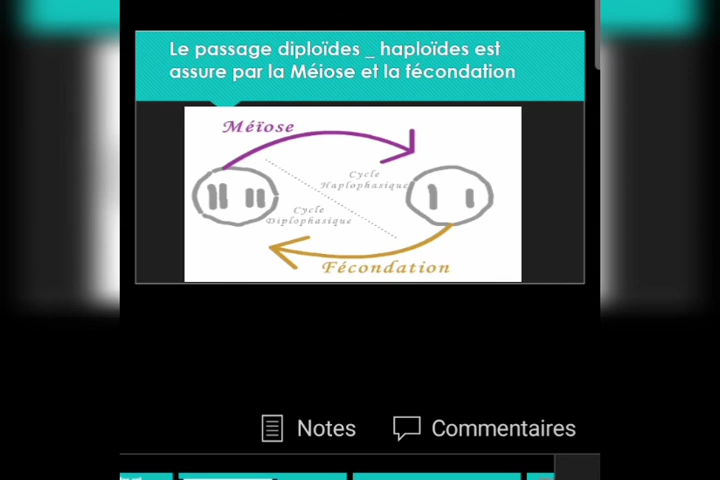 Le passage diploïdes _ haploïdes est
assure par la Méiose et la fécondation
Méïose
Cycle
Haplophasique
Cycle
Diplophasique
Fécondation
Notes
Commentaires